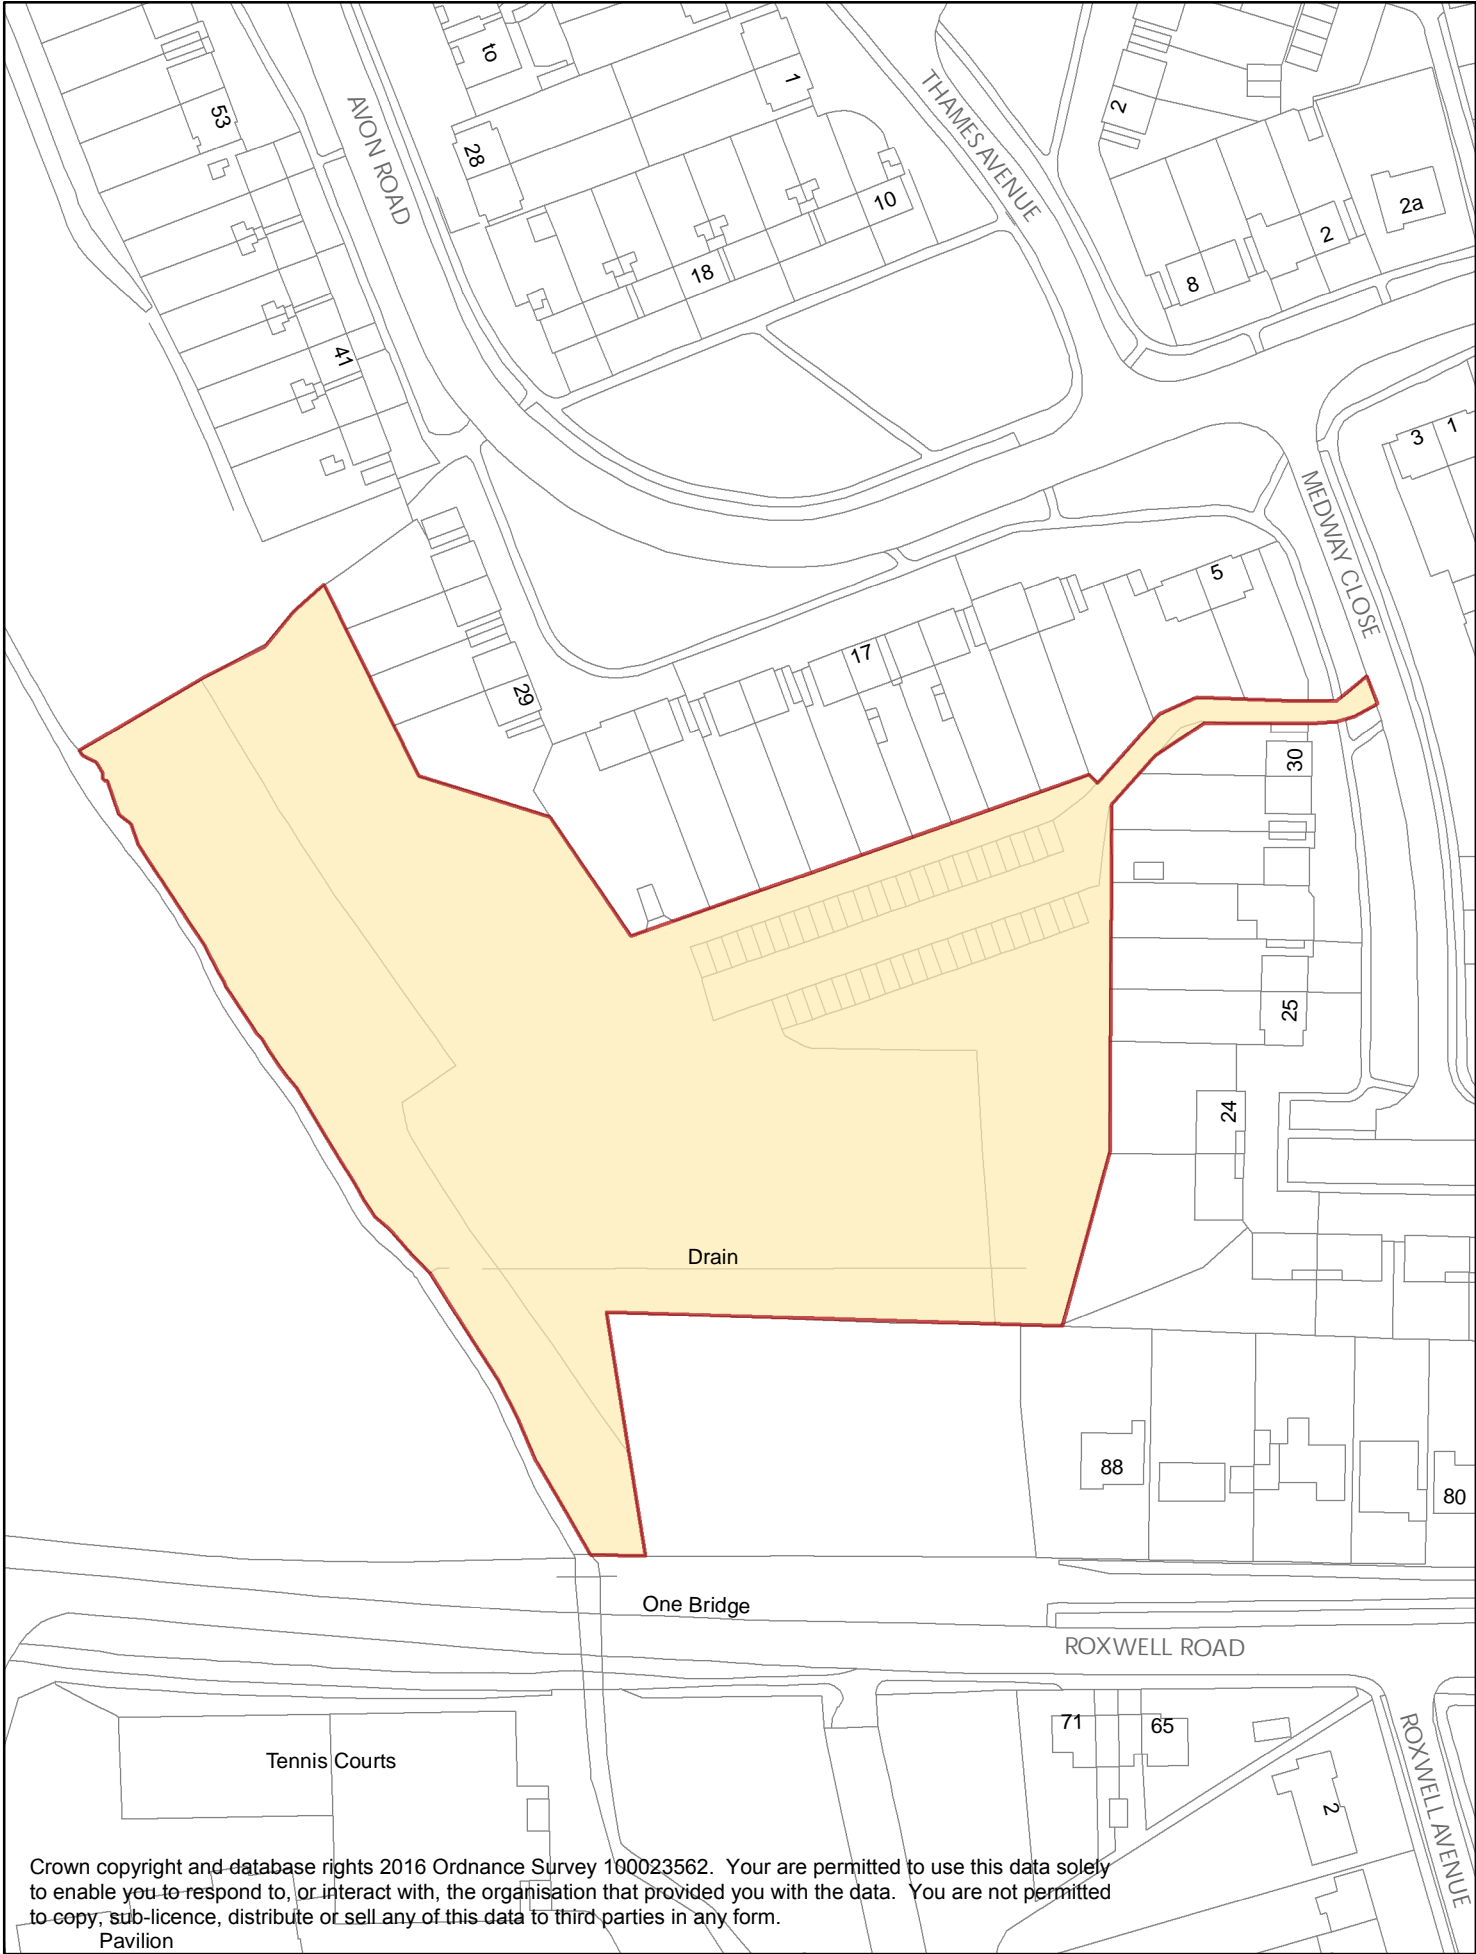 to
1
53
AVON ROAD
28
THAMES AVENUE
2
10
2a
2
18
8
41
3
1
MEDWAY CLOSE
5
17
29
30
25
24
Drain
88
80
One Bridge
ROXWELL ROAD
71
65
Tennis Courts
2
ROXWELL AVENUE
Crown copyright and database rights 2016 Ordnance Survey 100023562. Your are permitted to use this data solely
to enable you to respond to, or interact with, the organisation that provided you with the data. You are not permitted
to copy, sub-licence, distribute or sell any of this data to third parties in any form.
Pavilion